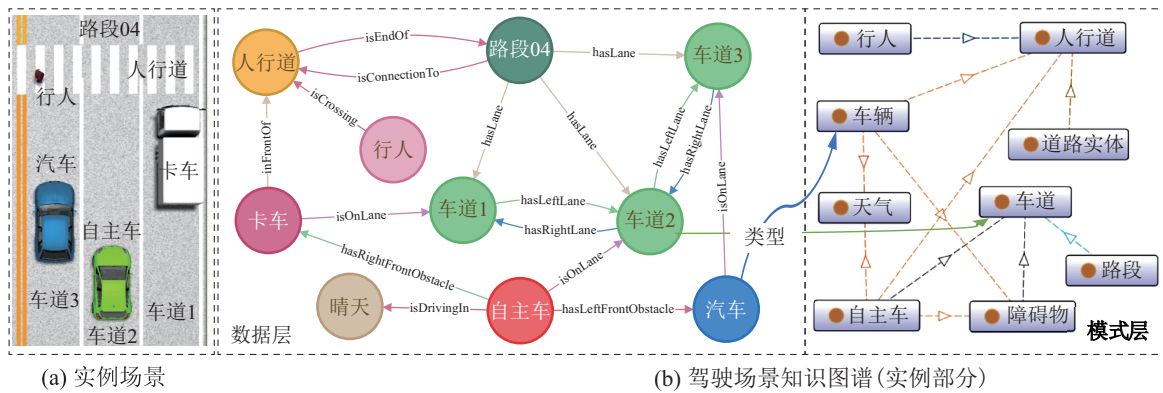 路段04
人行道
行人
卡车
汽车
自主车
车道3
车道2
车道1
(a) 实例场景
人行道
isEndOf
路段04
isConnectionTo
hasLane
车道3
isCrossing
行人
hasLane
hasLane
hasLeftLane
hasRightLane
inFrontOf
卡车
isOnLane
车道1
hasLeftLane
hasRightLane
车道2
isOnLane
类型
hasRightFrontObstacle
isOnLane
晴天
isDrivingIn
自主车
hasLeftFrontObstacle
汽车
数据层
行人
人行道
车辆
道路实体
天气
车道
路段
自主车
障碍物
模式层
(b) 驾驶场景知识图谱(实例部分)